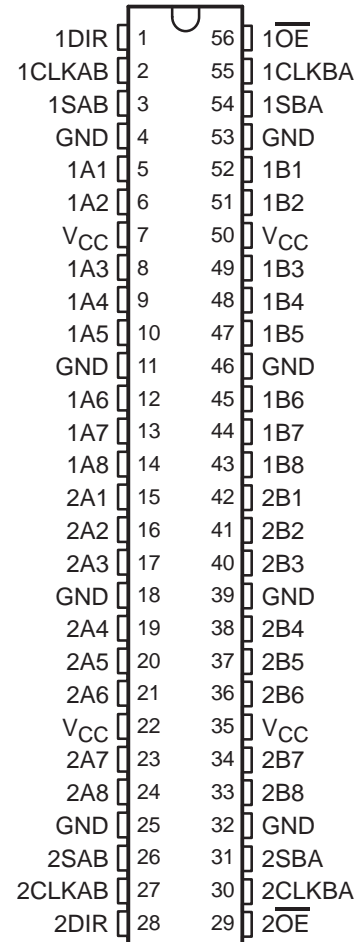 1DIR 1 56 1O̅E̅
1CLKAB 2 55 1CLKBA
1SAB 3 54 1SBA
GND 4 53 GND
1A1 5 52 1B1
1A2 6 51 1B2
VCC 7 50 VCC
1A3 8 49 1B3
1A4 9 48 1B4
1A5 10 47 1B5
GND 11 46 GND
1A6 12 45 1B6
1A7 13 44 1B7
1A8 14 43 1B8
2A1 15 42 2B1
2A2 16 41 2B2
2A3 17 40 2B3
GND 18 39 GND
2A4 19 38 2B4
2A5 20 37 2B5
2A6 21 36 2B6
VCC 22 35 VCC
2A7 23 34 2B7
2A8 24 33 2B8
GND 25 32 GND
2SAB 26 31 2SBA
2CLKAB 27 30 2CLKBA
2DIR 28 29 2O̅E̅